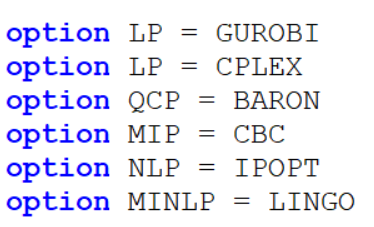 option LP = GUROBI
option LP = CPLEX
option QCP = BARON
option MIP = CBC
option NLP = IPOPT
option MINLP = LINGO